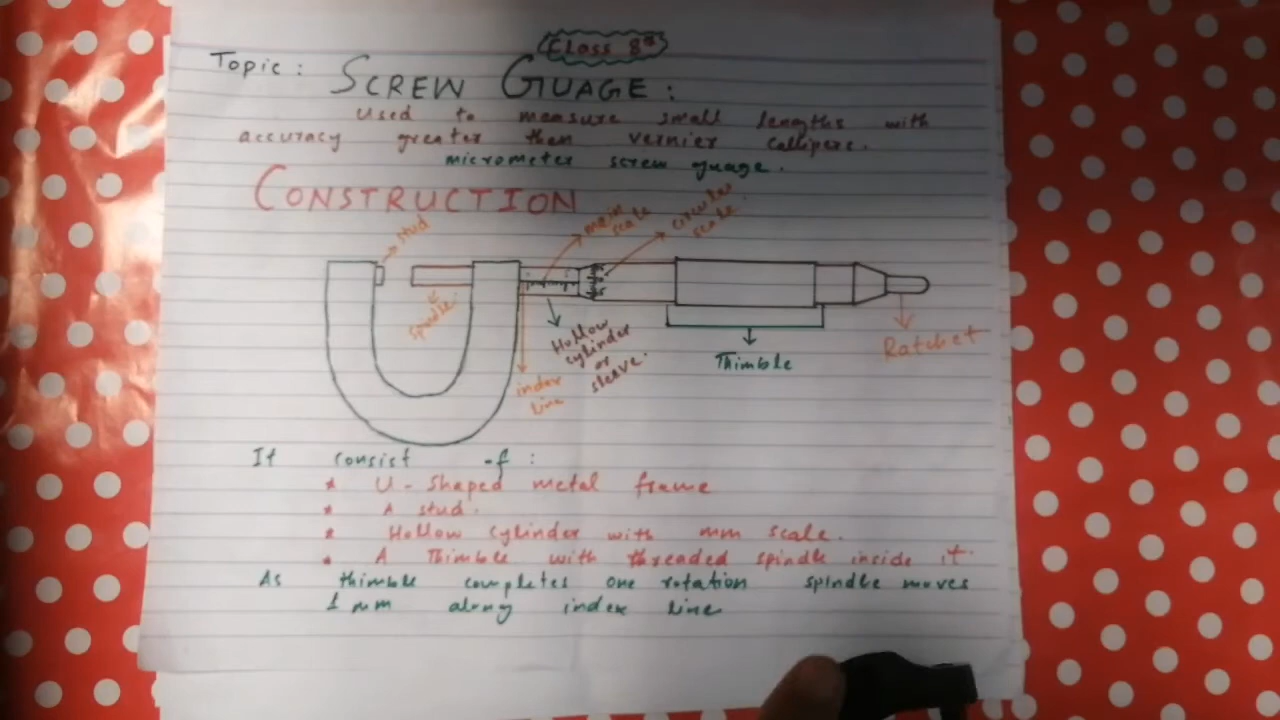 Class 8th
Topic: SCREW GUAGE:
Used to measure small lengths with
accuracy greater then vernier callipers.
micrometer screw guage.
CONSTRUCTION
stud
main
scale
circular
scale
spindle
index
line
Hollow
cylinder
or
sleeve.
Thimble
Ratchet
It consist of:
* U-shaped metal frame
* A stud.
* Hollow cylinder with mm scale.
* A Thimble with threaded spindle inside it.
As thimble completes one rotation spindle moves
1 mm along index line